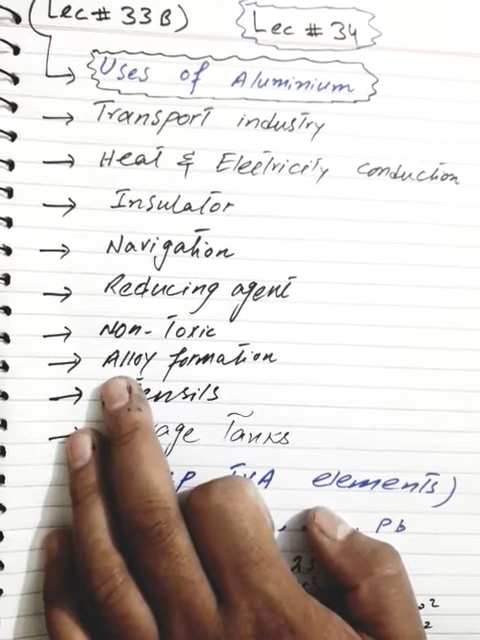 (Lec # 33B) Lec # 34
→ Uses of Aluminium
→ Transport industry
→ Heat & Electricity conduction
→ Insulator
→ Navigation
→ Reducing agent
→ Non-Toxic
→ Alloy formation
→ ensils
→ age Tanks
IVA elements)
Pb